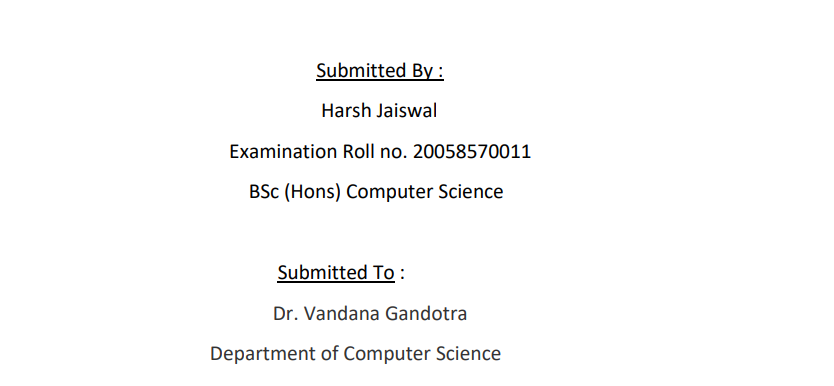 Submitted By :
Harsh Jaiswal
Examination Roll no. 20058570011
BSc (Hons) Computer Science
Submitted To :
Dr. Vandana Gandotra
Department of Computer Science